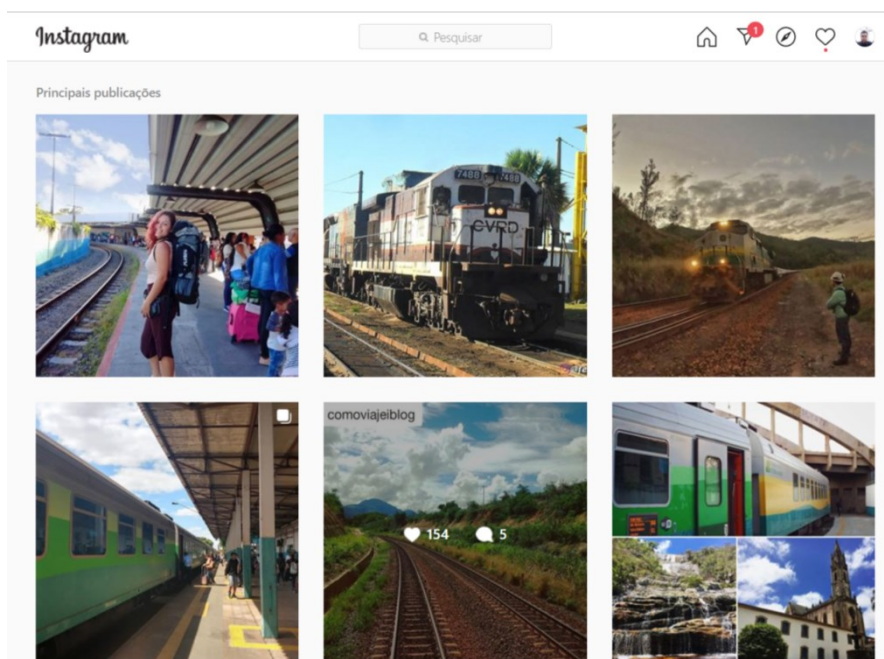 Instagram
Pesquisar
1
Principais publicações
7488 7488
CVRD
comoviajeiblog
154 5